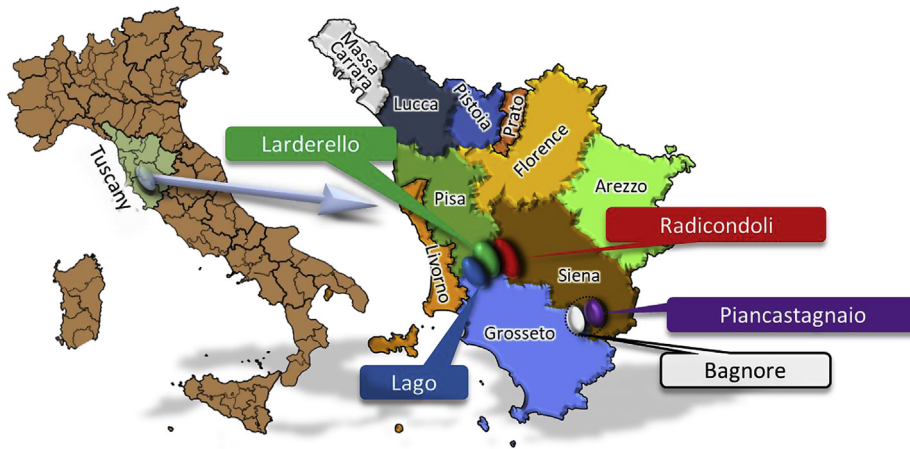 Massa
Carrara
Lucca
Pistoia
Prato
Florence
Larderello
Tuscany
Pisa
Arezzo
Radicondoli
Livorno
Siena
Piancastagnaio
Grosseto
Bagnore
Lago